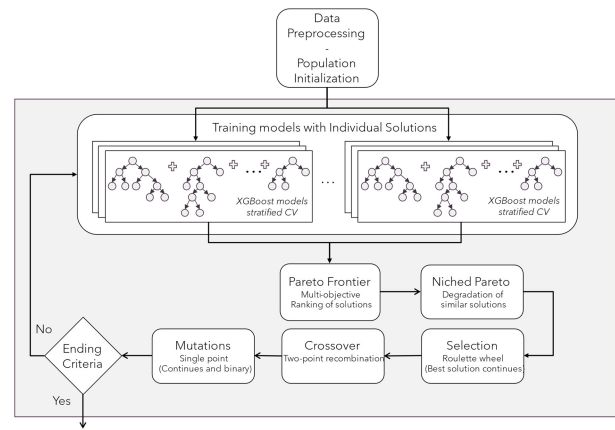 Data
Preprocessing
-
Population
Initialization
Training models with Individual Solutions
XGBoost models
stratified CV
...
XGBoost models
stratified CV
Pareto Frontier
Multi-objective
Ranking of solutions
Niched Pareto
Degradation of
similar solutions
No
Ending
Criteria
Mutations
Single point
(Continues and binary)
Crossover
Two-point recombination
Selection
Roulette wheel
(Best solution continues)
Yes